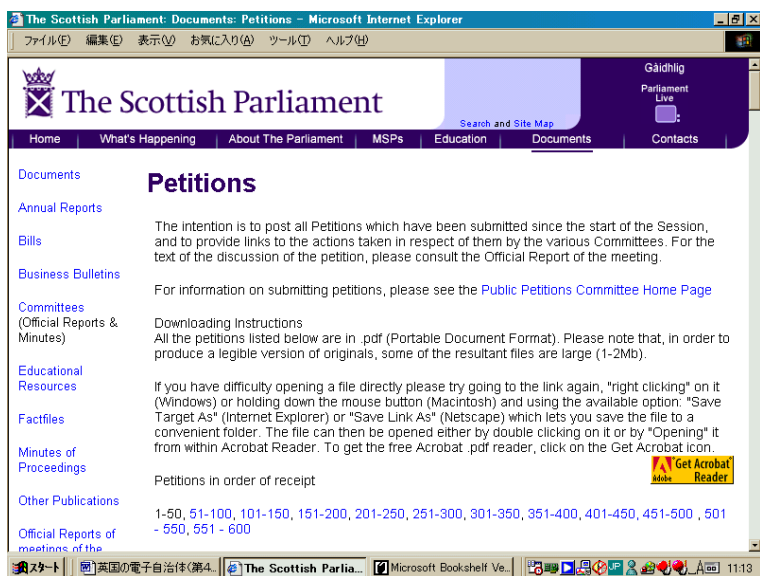 The Scottish Parliament: Documents: Petitions - Microsoft Internet Explorer
ファイル(F) 編集(E) 表示(V) お気に入り(A) ツール(T) ヘルプ(H)
The Scottish Parliament
Search and Site Map
Gàidhlig
Parliament
Live
Home What's Happening About The Parliament MSPs Education Documents Contacts
Documents
Annual Reports
Bills
Business Bulletins
Committees
(Official Reports &
Minutes)
Educational
Resources
Factfiles
Minutes of
Proceedings
Other Publications
Official Reports of
meetings of the
Petitions
The intention is to post all Petitions which have been submitted since the start of the Session,
and to provide links to the actions taken in respect of them by the various Committees. For the
text of the discussion of the petition, please consult the Official Report of the meeting.
For information on submitting petitions, please see the Public Petitions Committee Home Page
Downloading Instructions
All the petitions listed below are in .pdf (Portable Document Format). Please note that, in order to
produce a legible version of originals, some of the resultant files are large (1-2Mb).
If you have difficulty opening a file directly please try going to the link again, "right clicking" on it
(Windows) or holding down the mouse button (Macintosh) and using the available option: "Save
Target As" (Internet Explorer) or "Save Link As" (Netscape) which lets you save the file to a
convenient folder. The file can then be opened either by double clicking on it or by "Opening" it
from within Acrobat Reader. To get the free Acrobat .pdf reader, click on the Get Acrobat icon.
Get Acrobat
Adobe Reader
Petitions in order of receipt
1-50, 51-100, 101-150, 151-200, 201-250, 251-300, 301-350, 351-400, 401-450, 451-500 , 501
- 550, 551 - 600
スタート 英国の電子自治体(第4... The Scottish Parlia... Microsoft Bookshelf Ve... 11:13